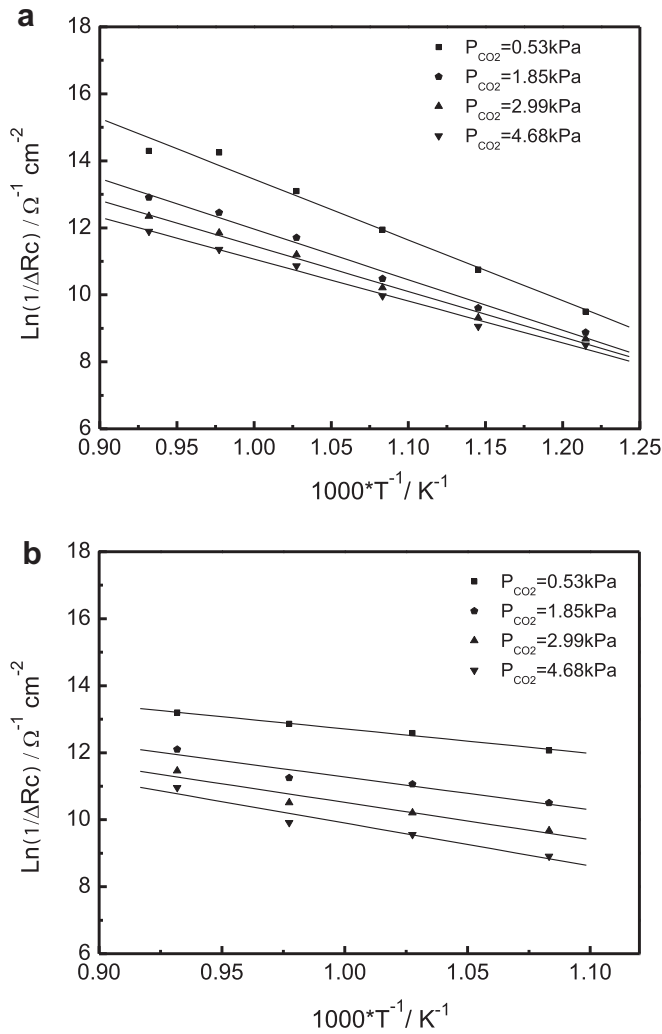 a
18
16
14
12
10
8
6
Ln(1/ΔRc) / Ω⁻¹ cm⁻²
P_CO2=0.53kPa
P_CO2=1.85kPa
P_CO2=2.99kPa
P_CO2=4.68kPa
0.90 0.95 1.00 1.05 1.10 1.15 1.20 1.25
1000*T⁻¹/ K⁻¹
b
18
16
14
12
10
8
6
Ln(1/ΔRc) / Ω⁻¹ cm⁻²
P_CO2=0.53kPa
P_CO2=1.85kPa
P_CO2=2.99kPa
P_CO2=4.68kPa
0.90 0.95 1.00 1.05 1.10
1000*T⁻¹/ K⁻¹